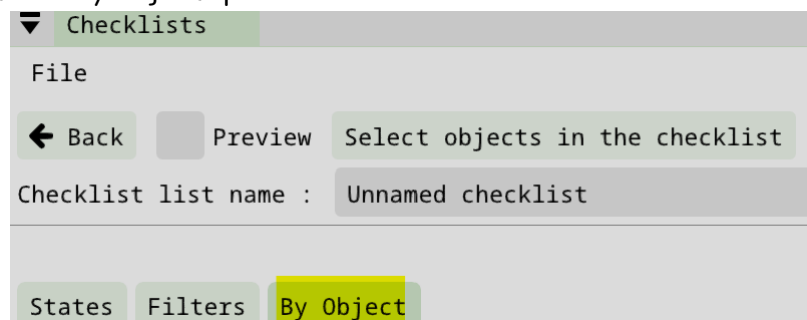 Checklists
File
Back Preview Select objects in the checklist
Checklist list name : Unnamed checklist
States Filters By Object